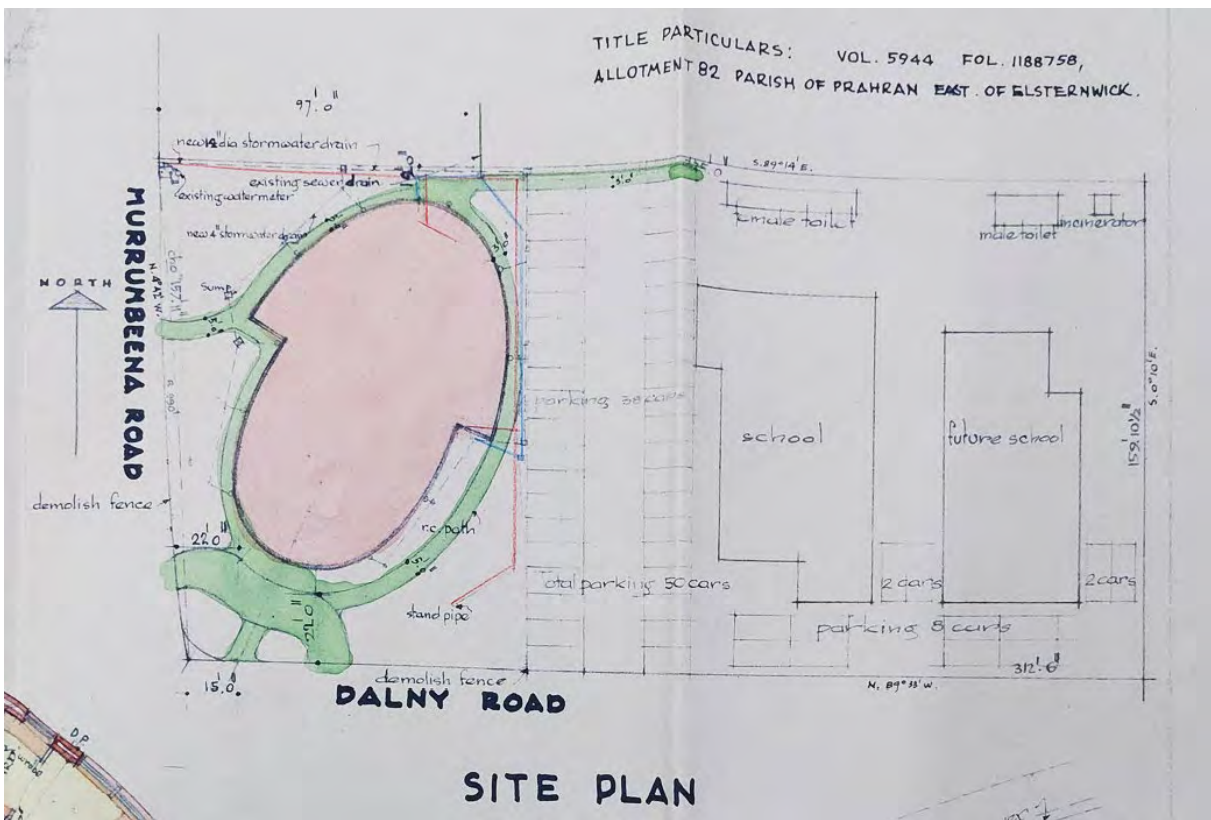 TITLE PARTICULARS: VOL. 5944 FOL. 1188758,
ALLOTMENT 82 PARISH OF PRAHRAN EAST. OF ELSTERNWICK.
97'.0"
new 12" dia stormwater drain
existing sewer drain
existing watermeter
new 4" stormwater drain
sump
NORTH
MURRUMBEENA ROAD
demolish fence
22'.0"
22'.0"
15'.0"
r.c. path
stand pipe
demolish fence
DALNY ROAD
S. 89° 14' E.
5'.0"
5'.0"
female toilet
male toilet
incinerator
parking 38 cars
school
future school
159'.10½"
S. 0° 10' E.
total parking 50 cars
2 cars
2 cars
parking 8 cars
312'.6"
N. 89° 33' W.
D.P.
SITE PLAN